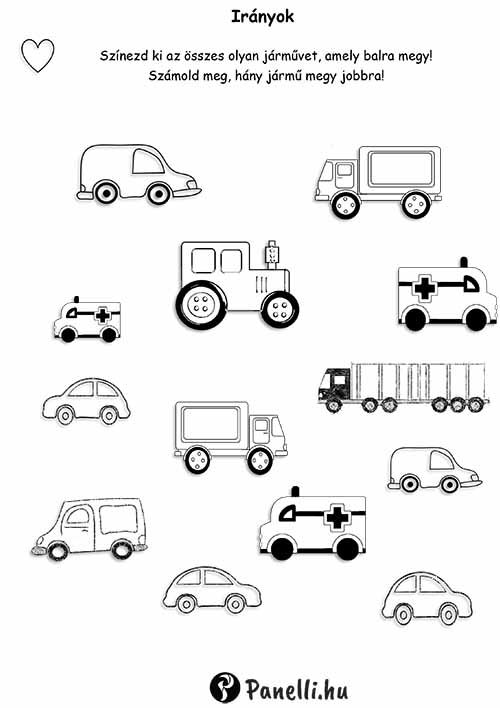 Irányok
Színezd ki az összes olyan járművet, amely balra megy!
Számold meg, hány jármű megy jobbra!
Panelli.hu